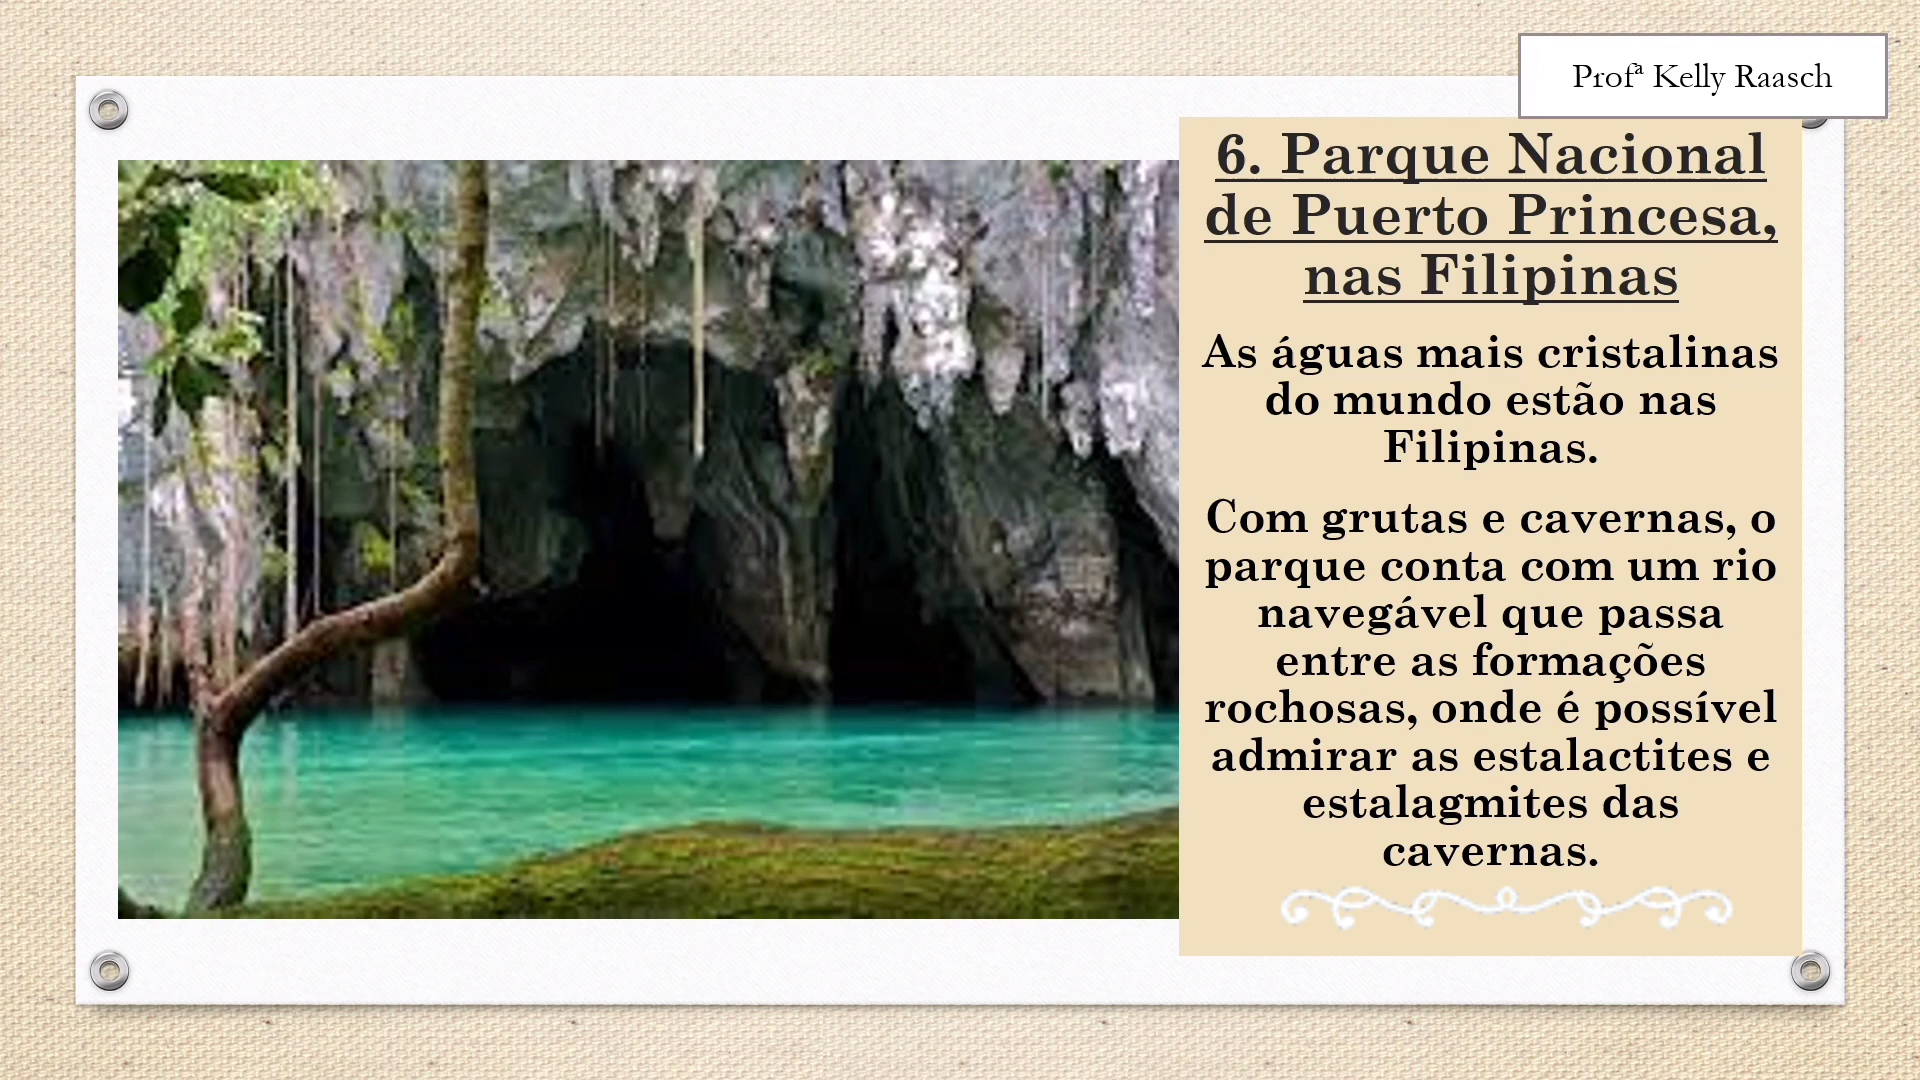 Profª Kelly Raasch
6. Parque Nacional
de Puerto Princesa,
nas Filipinas
As águas mais cristalinas
do mundo estão nas
Filipinas.
Com grutas e cavernas, o
parque conta com um rio
navegável que passa
entre as formações
rochosas, onde é possível
admirar as estalactites e
estalagmites das
cavernas.